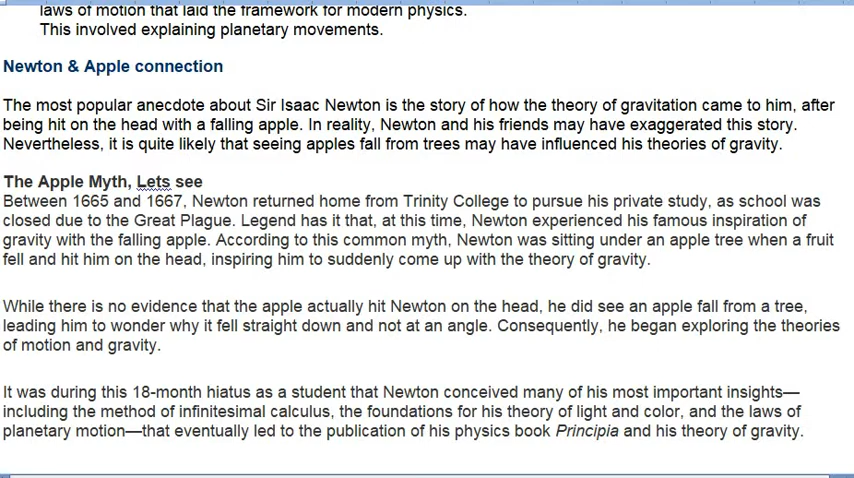 laws of motion that laid the framework for modern physics.
This involved explaining planetary movements.
Newton & Apple connection
The most popular anecdote about Sir Isaac Newton is the story of how the theory of gravitation came to him, after
being hit on the head with a falling apple. In reality, Newton and his friends may have exaggerated this story.
Nevertheless, it is quite likely that seeing apples fall from trees may have influenced his theories of gravity.
The Apple Myth, Lets see
Between 1665 and 1667, Newton returned home from Trinity College to pursue his private study, as school was
closed due to the Great Plague. Legend has it that, at this time, Newton experienced his famous inspiration of
gravity with the falling apple. According to this common myth, Newton was sitting under an apple tree when a fruit
fell and hit him on the head, inspiring him to suddenly come up with the theory of gravity.
While there is no evidence that the apple actually hit Newton on the head, he did see an apple fall from a tree,
leading him to wonder why it fell straight down and not at an angle. Consequently, he began exploring the theories
of motion and gravity.
It was during this 18-month hiatus as a student that Newton conceived many of his most important insights—
including the method of infinitesimal calculus, the foundations for his theory of light and color, and the laws of
planetary motion—that eventually led to the publication of his physics book Principia and his theory of gravity.